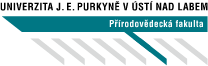 UNIVERZITA J. E. PURKYNĚ V ÚSTÍ NAD LABEM
Přírodovědecká fakulta